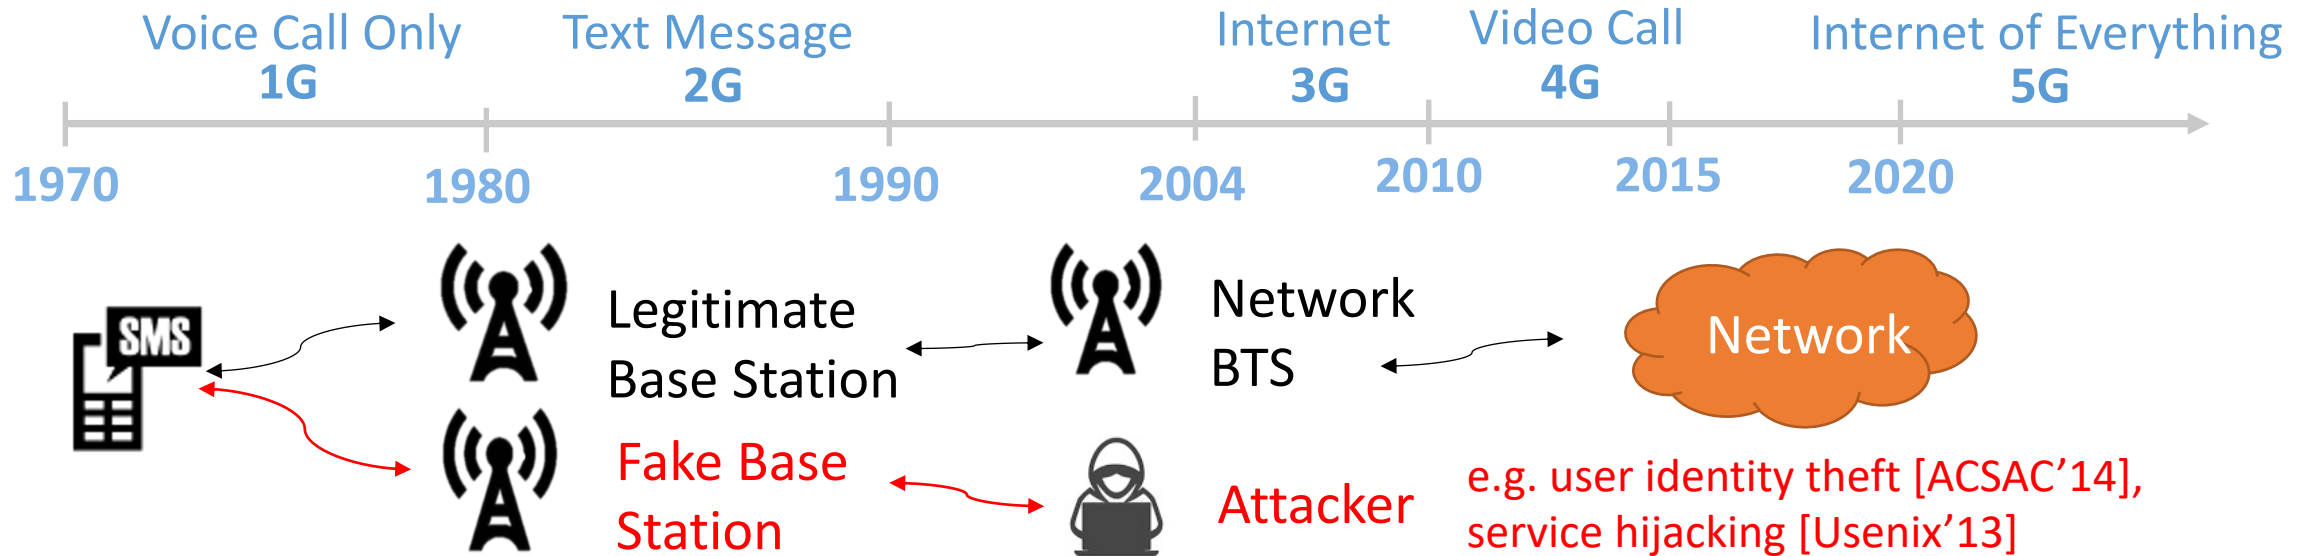 Voice Call Only
1G
Text Message
2G
Internet
3G
Video Call
4G
Internet of Everything
5G
1970
1980
1990
2004
2010
2015
2020
SMS
Legitimate
Base Station
Network
BTS
Network
Fake Base
Station
Attacker
e.g. user identity theft [ACSAC’14],
service hijacking [Usenix’13]